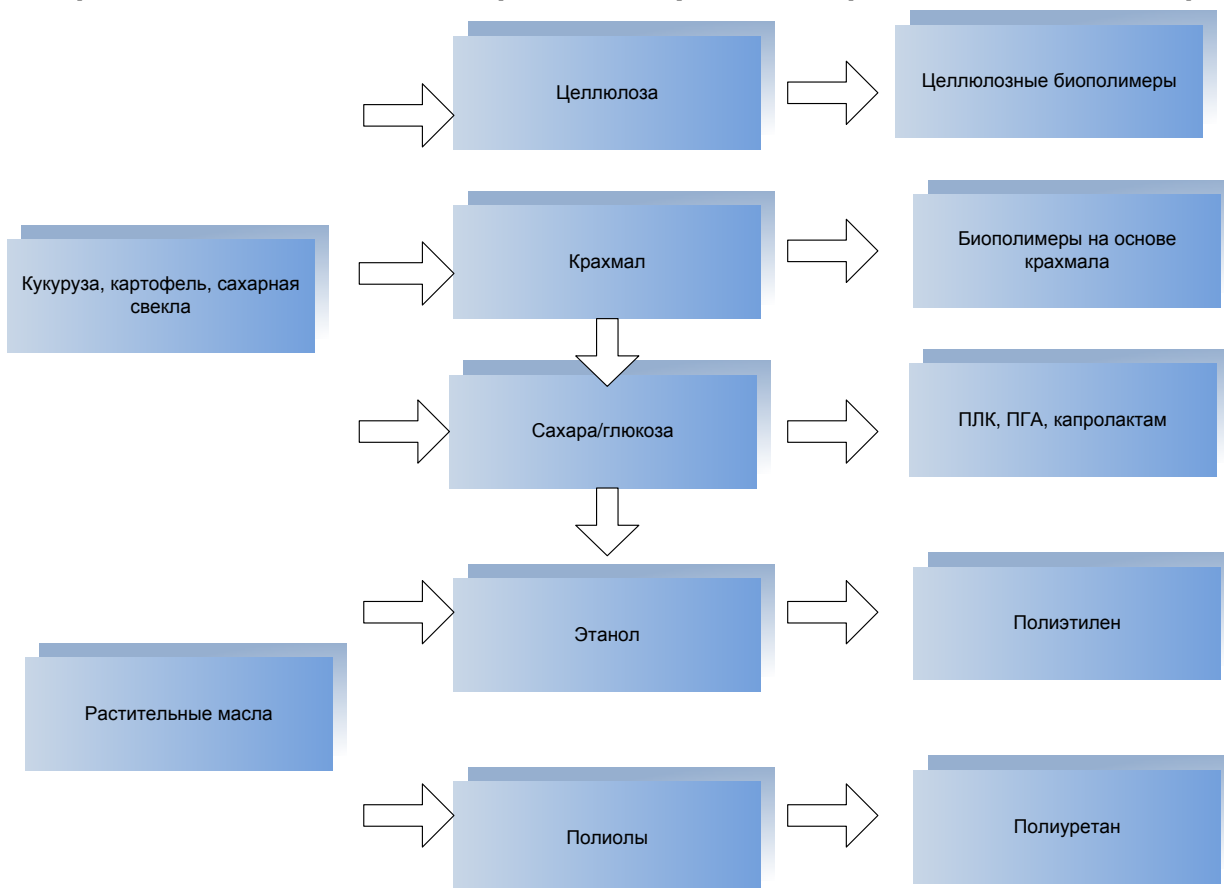 Целлюлоза
Целлюлозные биополимеры
Кукуруза, картофель, сахарная
свекла
Крахмал
Биополимеры на основе
крахмала
Сахара/глюкоза
ПЛК, ПГА, капролактам
Этанол
Полиэтилен
Растительные масла
Полиолы
Полиуретан